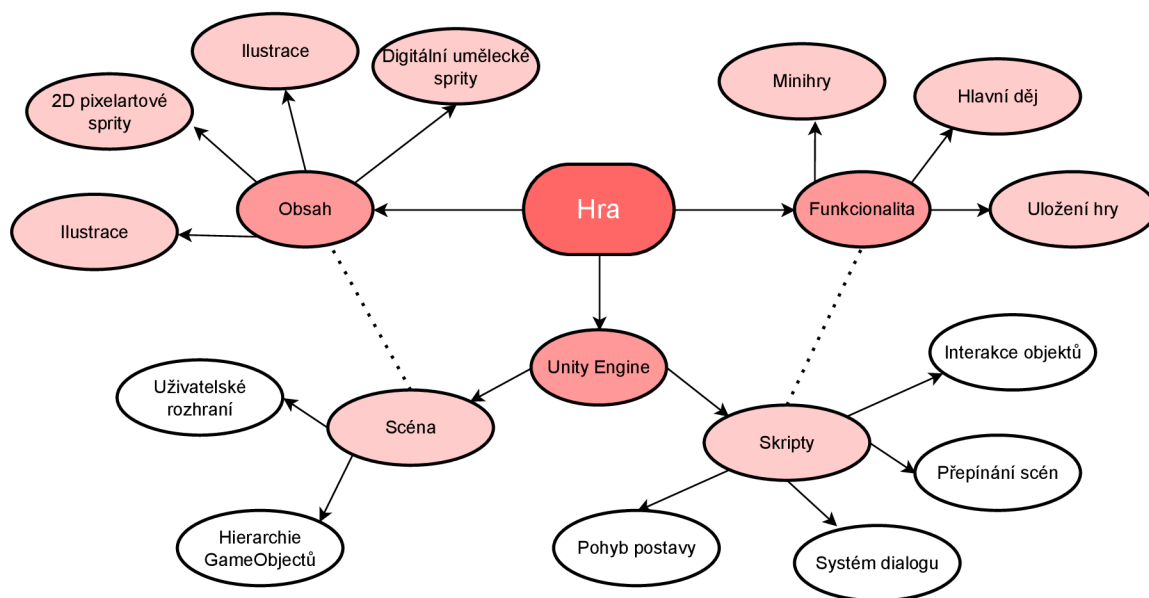 Ilustrace
Digitální umělecké
sprity
2D pixelartové
sprity
Ilustrace
Obsah
Hra
Minihry
Hlavní děj
Funkcionalita
Uložení hry
Unity Engine
Uživatelské
rozhraní
Scéna
Hierarchie
GameObjectů
Skripty
Interakce objektů
Přepínání scén
Pohyb postavy
Systém dialogu